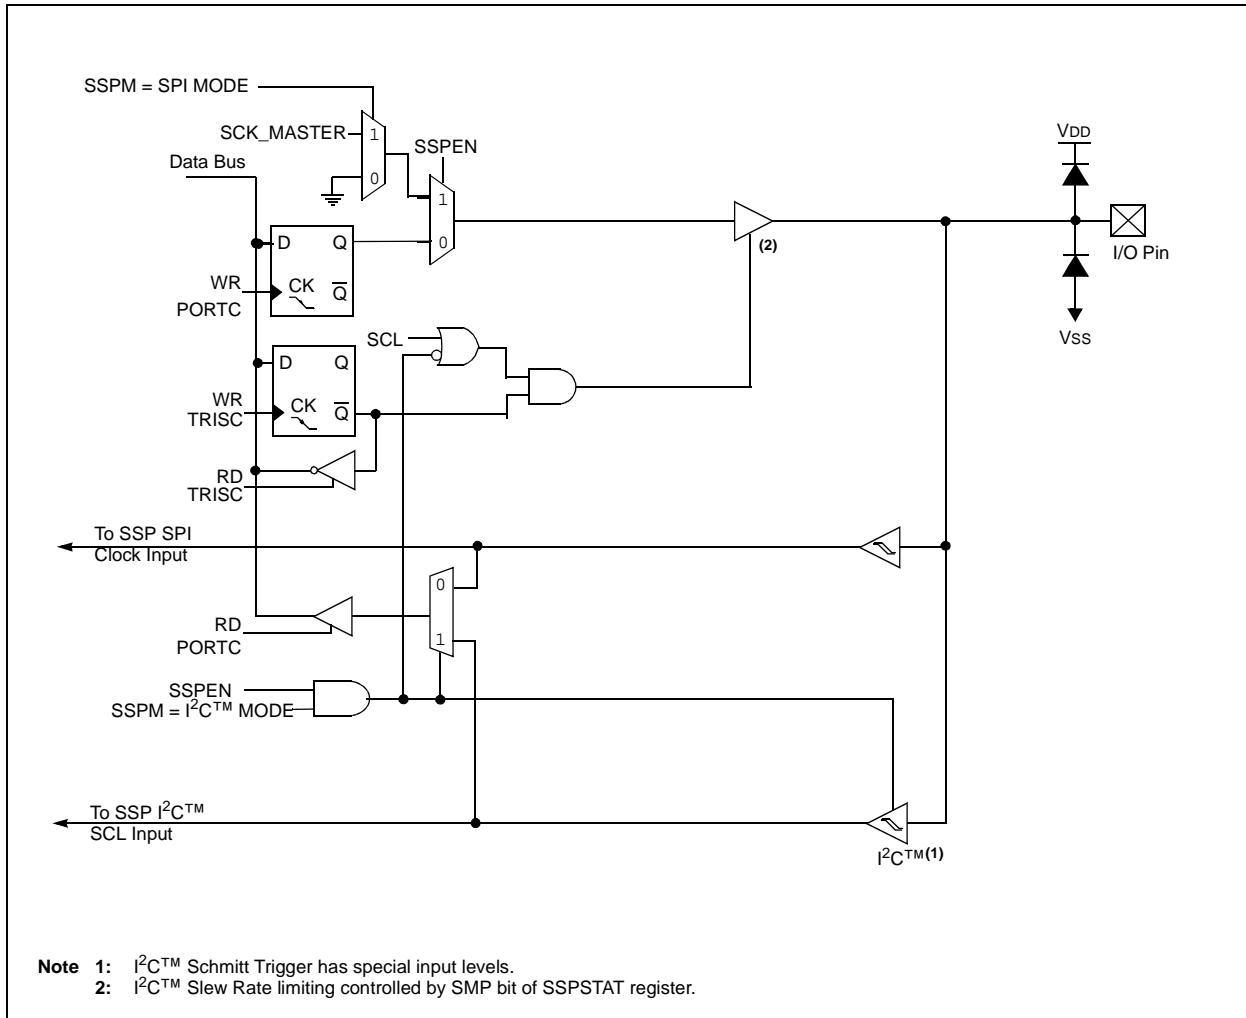 SSPM = SPI MODE
SCK_MASTER
1
SSPEN
VDD
Data Bus
0
1
D
Q
0
(2)
I/O Pin
WR
PORTC
CK
Q
VSS
SCL
D
Q
WR
TRISC
CK
Q
RD
TRISC
To SSP SPI
Clock Input
0
RD
PORTC
1
SSPEN
SSPM = I²C™ MODE
To SSP I²C™
SCL Input
I²C™(1)
Note 1: I²C™ Schmitt Trigger has special input levels.
2: I²C™ Slew Rate limiting controlled by SMP bit of SSPSTAT register.